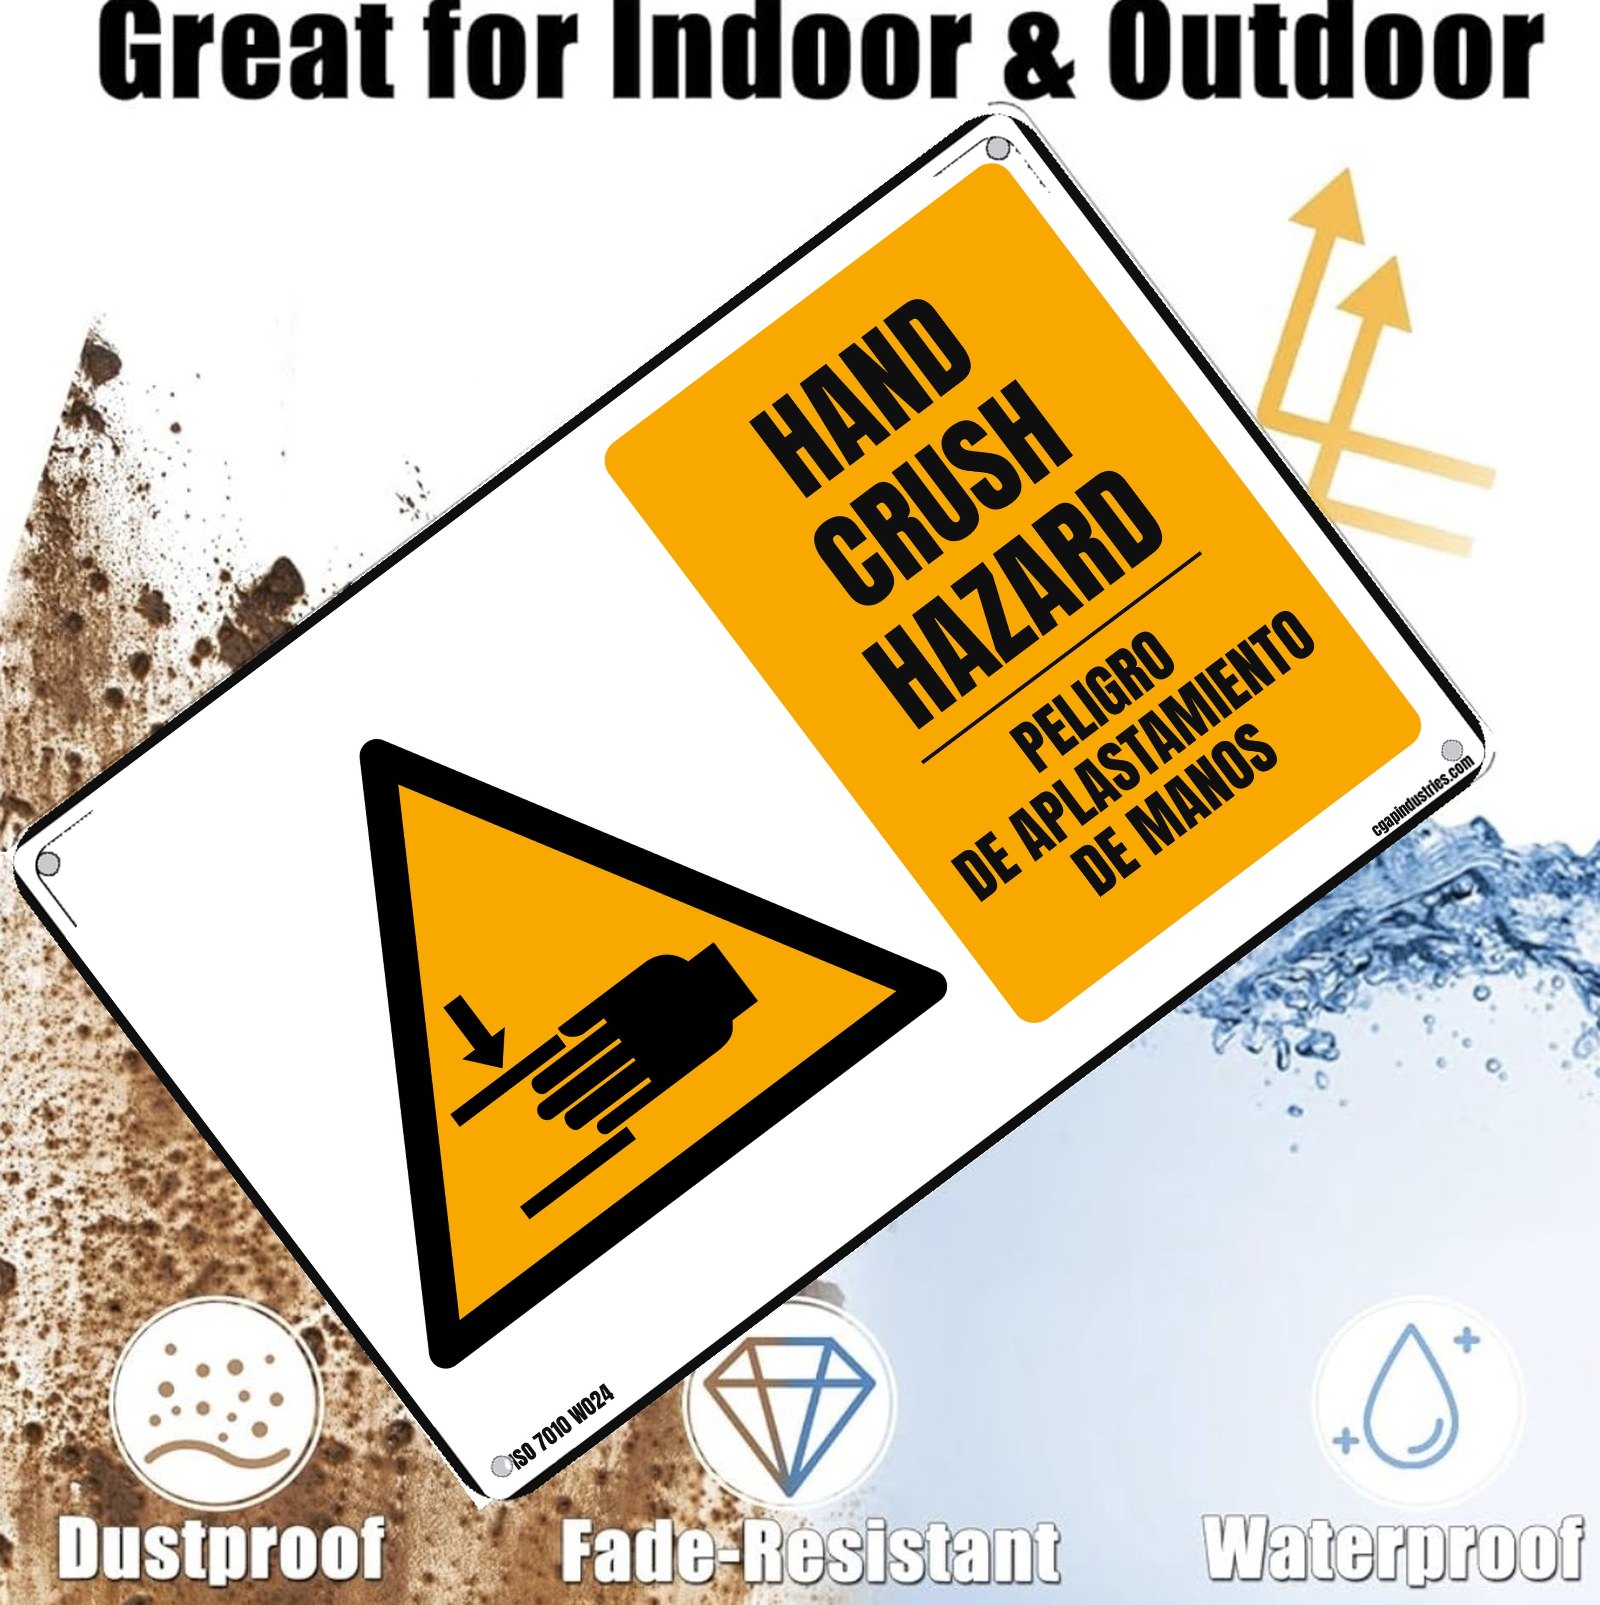 Great for Indoor & Outdoor
HAND
CRUSH
HAZARD
PELIGRO
DE APLASTAMIENTO
DE MANOS
cgapindustries.com
ISO 7010 W024
Dustproof
Fade-Resistant
Waterproof